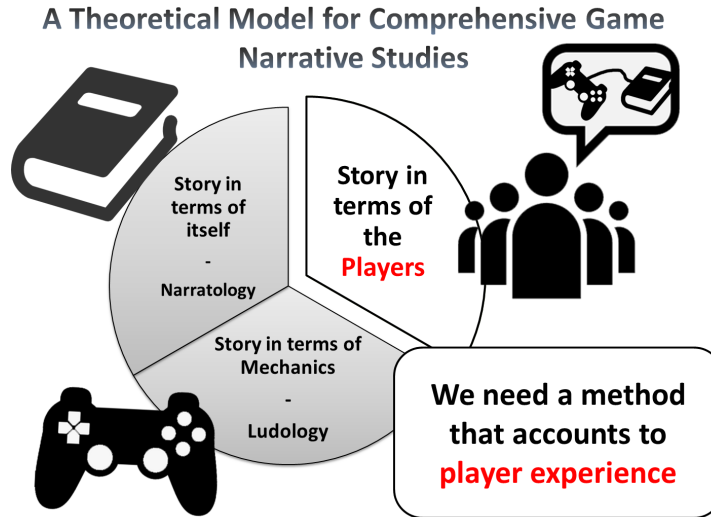 A Theoretical Model for Comprehensive Game
Narrative Studies
Story in
terms of
itself
-
Narratology
Story in
terms of
the
Players
Story in terms of
Mechanics
-
Ludology
We need a method
that accounts to
player experience